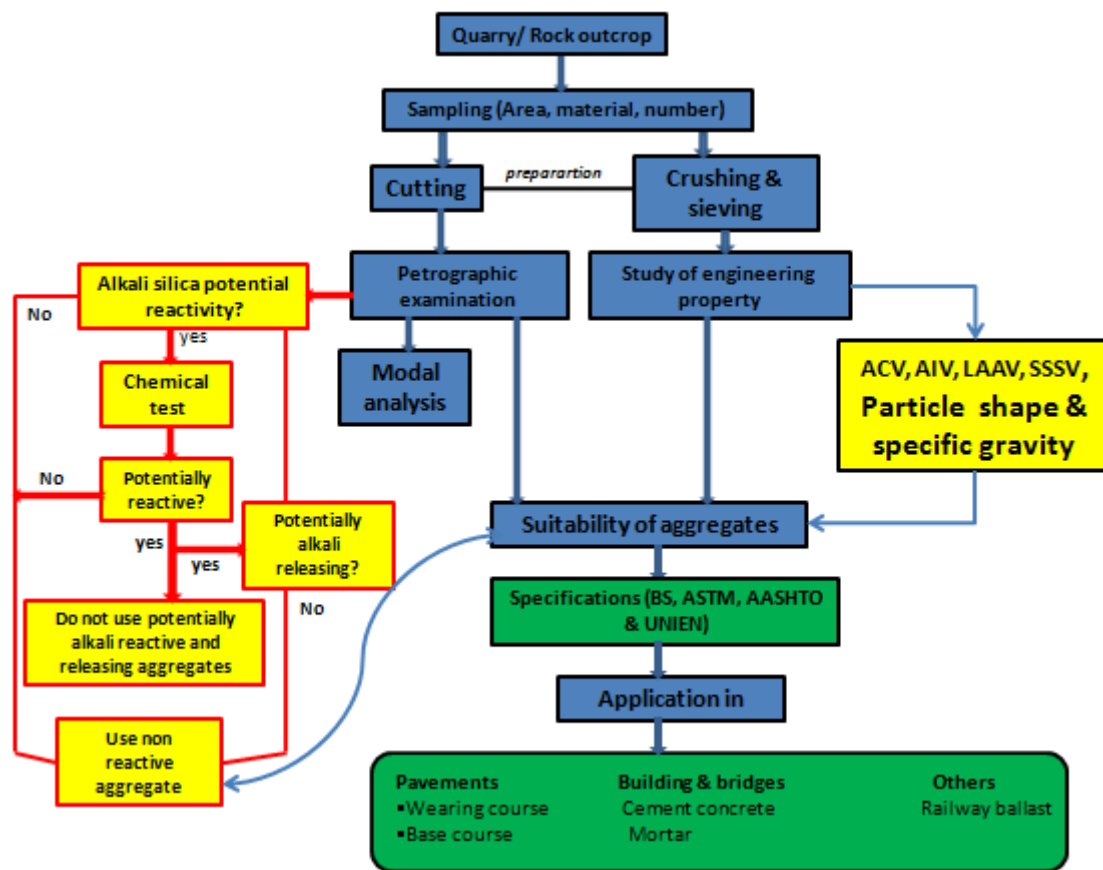 Quarry/ Rock outcrop
Sampling (Area, material, number)
Cutting
preparartion
Crushing &
sieving
Petrographic
examination
Study of engineering
property
Alkali silica potential
reactivity?
No
yes
Modal
analysis
ACV, AIV, LAAV, SSSV,
Particle shape &
specific gravity
Chemical
test
No
Potentially
reactive?
yes
yes
Potentially
alkali
releasing?
No
Suitability of aggregates
Do not use potentially
alkali reactive and
releasing aggregates
Specifications (BS, ASTM, AASHTO
& UNIEN)
Application in
Use non
reactive
aggregate
Pavements
▪Wearing course
▪Base course
Building & bridges
Cement concrete
Mortar
Others
Railway ballast